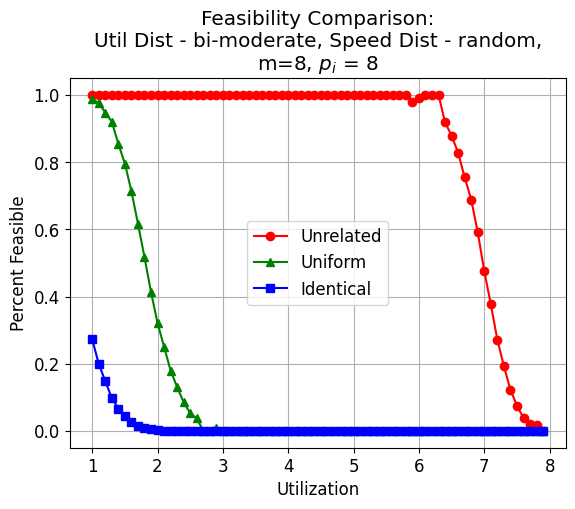 Feasibility Comparison:
Util Dist - bi-moderate, Speed Dist - random,
m=8, $p_i$ = 8
Percent Feasible
1.0
0.8
0.6
0.4
0.2
0.0
Unrelated
Uniform
Identical
1 2 3 4 5 6 7 8
Utilization